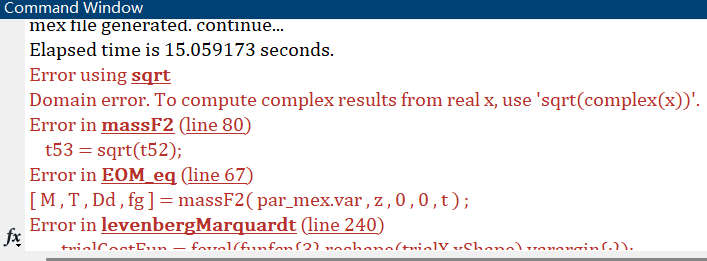 Command Window
mex file generated. continue...
Elapsed time is 15.059173 seconds.
Error using sqrt
Domain error. To compute complex results from real x, use 'sqrt(complex(x))'.
Error in massF2 (line 80)
t53 = sqrt(t52);
Error in EOM_eq (line 67)
[ M , T , Dd , fg ] = massF2( par_mex.var , z , 0 , 0 , t ) ;
Error in levenbergMarquardt (line 240)
fx trialCostFun = feval(funfcn{3},reshape(trialX,xShape),varargin{:});